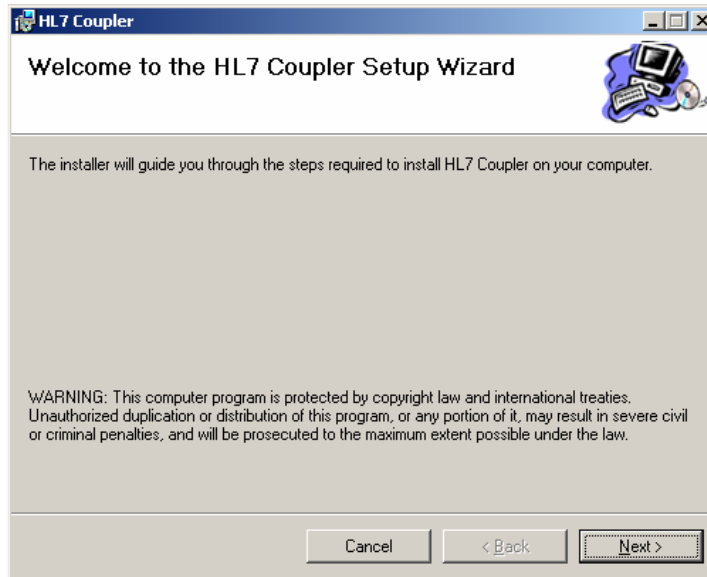 HL7 Coupler
Welcome to the HL7 Coupler Setup Wizard
The installer will guide you through the steps required to install HL7 Coupler on your computer.
WARNING: This computer program is protected by copyright law and international treaties.
Unauthorized duplication or distribution of this program, or any portion of it, may result in severe civil
or criminal penalties, and will be prosecuted to the maximum extent possible under the law.
Cancel < Back Next >